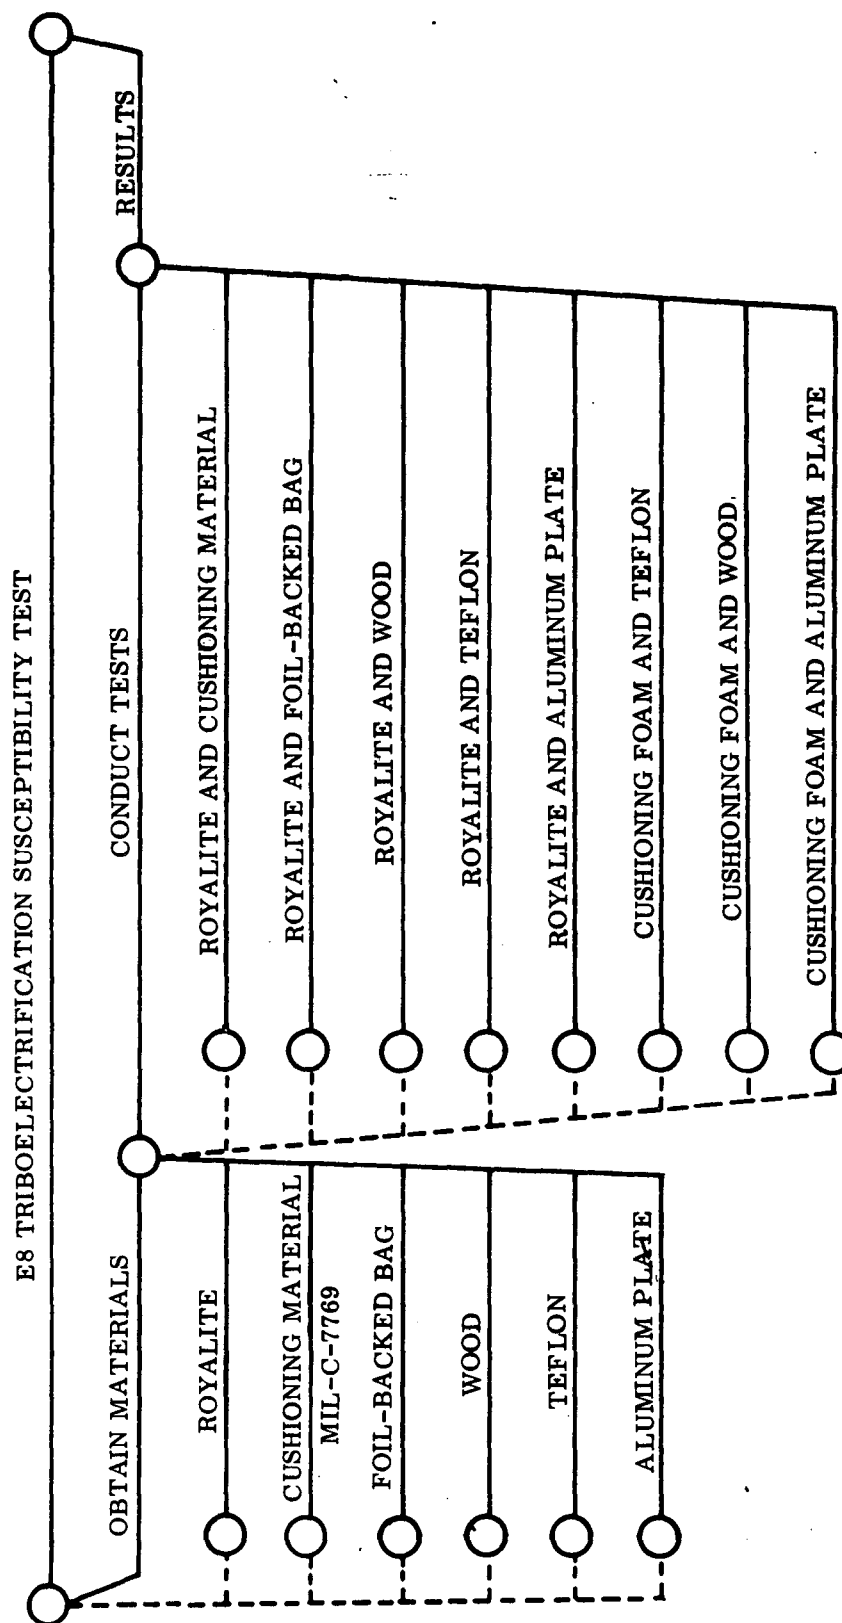 E8 TRIBOELECTRIFICATION SUSCEPTIBILITY TEST
OBTAIN MATERIALS
CONDUCT TESTS
RESULTS
ROYALITE
CUSHIONING MATERIAL
MIL-C-7769
FOIL-BACKED BAG
WOOD
TEFLON
ALUMINUM PLATE
ROYALITE AND CUSHIONING MATERIAL
ROYALITE AND FOIL-BACKED BAG
ROYALITE AND WOOD
ROYALITE AND TEFLON
ROYALITE AND ALUMINUM PLATE
CUSHIONING FOAM AND TEFLON
CUSHIONING FOAM AND WOOD
CUSHIONING FOAM AND ALUMINUM PLATE